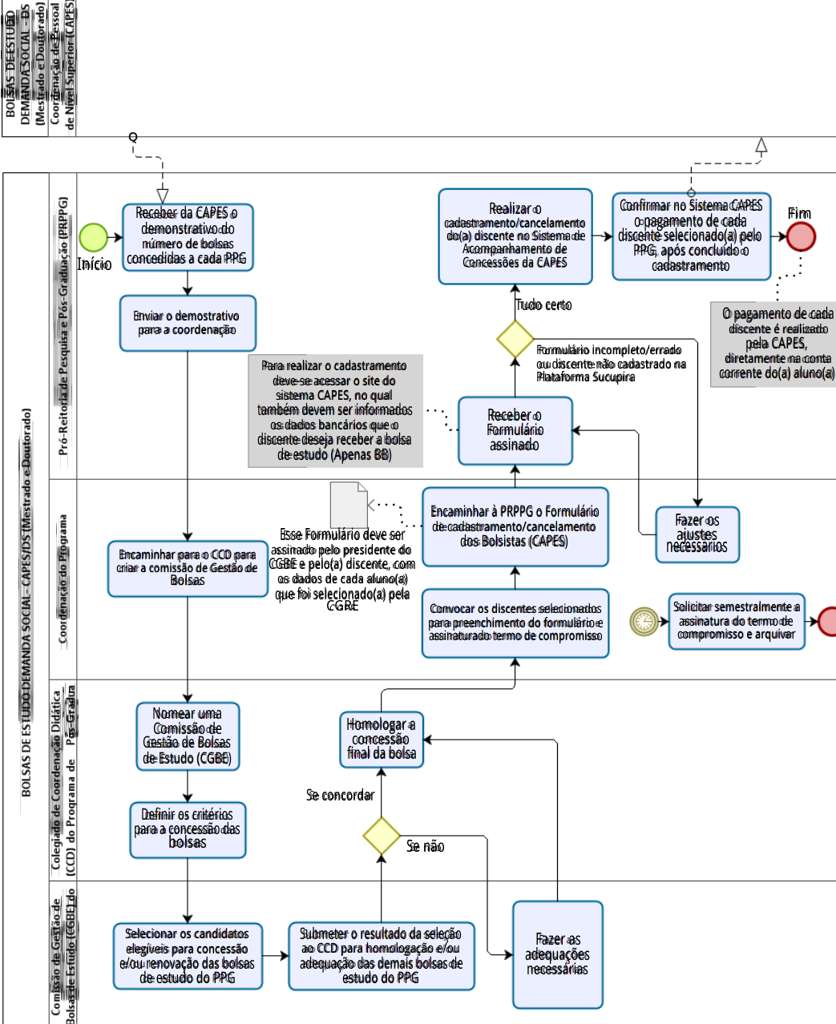 BOLSAS DE ESTUDO
DEMANDA SOCIAL - DS
(Mestrado e Doutorado)
Coordenação de Pessoal
de Nível Superior (CAPES)
BOLSAS DE ESTUDO DEMANDA SOCIAL - CAPES/DS (Mestrado e Doutorado)
Pró-Reitoria de Pesquisa e Pós-Graduação (PRPPG)
Início
Receber da CAPES o
demonstrativo do
número de bolsas
concedidas a cada PPG
Enviar o demostrativo
para a coordenação
Realizar o
cadastramento/cancelamento
do(a) discente no Sistema de
Acompanhamento de
Concessões da CAPES
Confirmar no Sistema CAPES
o pagamento de cada
discente selecionado(a) pelo
PPG, após concluído o
cadastramento
Fim
O pagamento de cada
discente é realizado
pela CAPES,
diretamente na conta
corrente do(a) aluno(a)
Tudo certo
Formulário incompleto/errado
ou discente não cadastrado na
Plataforma Sucupira
Para realizar o cadastramento
deve-se acessar o site do
sistema CAPES, no qual
também devem ser informados
os dados bancários que o
discente deseja receber a bolsa
de estudo (Apenas BB)
Receber o
Formulário
assinado
Coordenação do Programa
Encaminhar para o CCD para
criar a comissão de Gestão de
Bolsas
Esse Formulário deve ser
assinado pelo presidente do
CGBE e pelo(a) discente, com
os dados de cada aluno(a)
que foi selecionado(a) pela
CGRE
Encaminhar à PRPPG o Formulário
de cadastramento/cancelamento
dos Bolsistas (CAPES)
Fazer os
ajustes
necessários
Convocar os discentes selecionados
para preenchimento do formulário e
assinaturado termo de compromisso
Solicitar semestralmente a
assinatura do termo de
compromisso e arquivar
Colegiado de Coordenação Didática
(CCD) do Programa de Pós-Gradua
Nomear uma
Comissão de
Gestão de Bolsas
de Estudo (CGBE)
Definir os critérios
para a concessão das
bolsas
Homologar a
concessão
final da bolsa
Se concordar
Se não
Comissão de Gestão de
Bolsas de Estudo (CGBE) do
Selecionar os candidatos
elegíveis para concessão
e/ou renovação das bolsas
de estudo do PPG
Submeter o resultado da seleção
ao CCD para homologação e/ou
adequação das demais bolsas de
estudo do PPG
Fazer as
adequações
necessárias